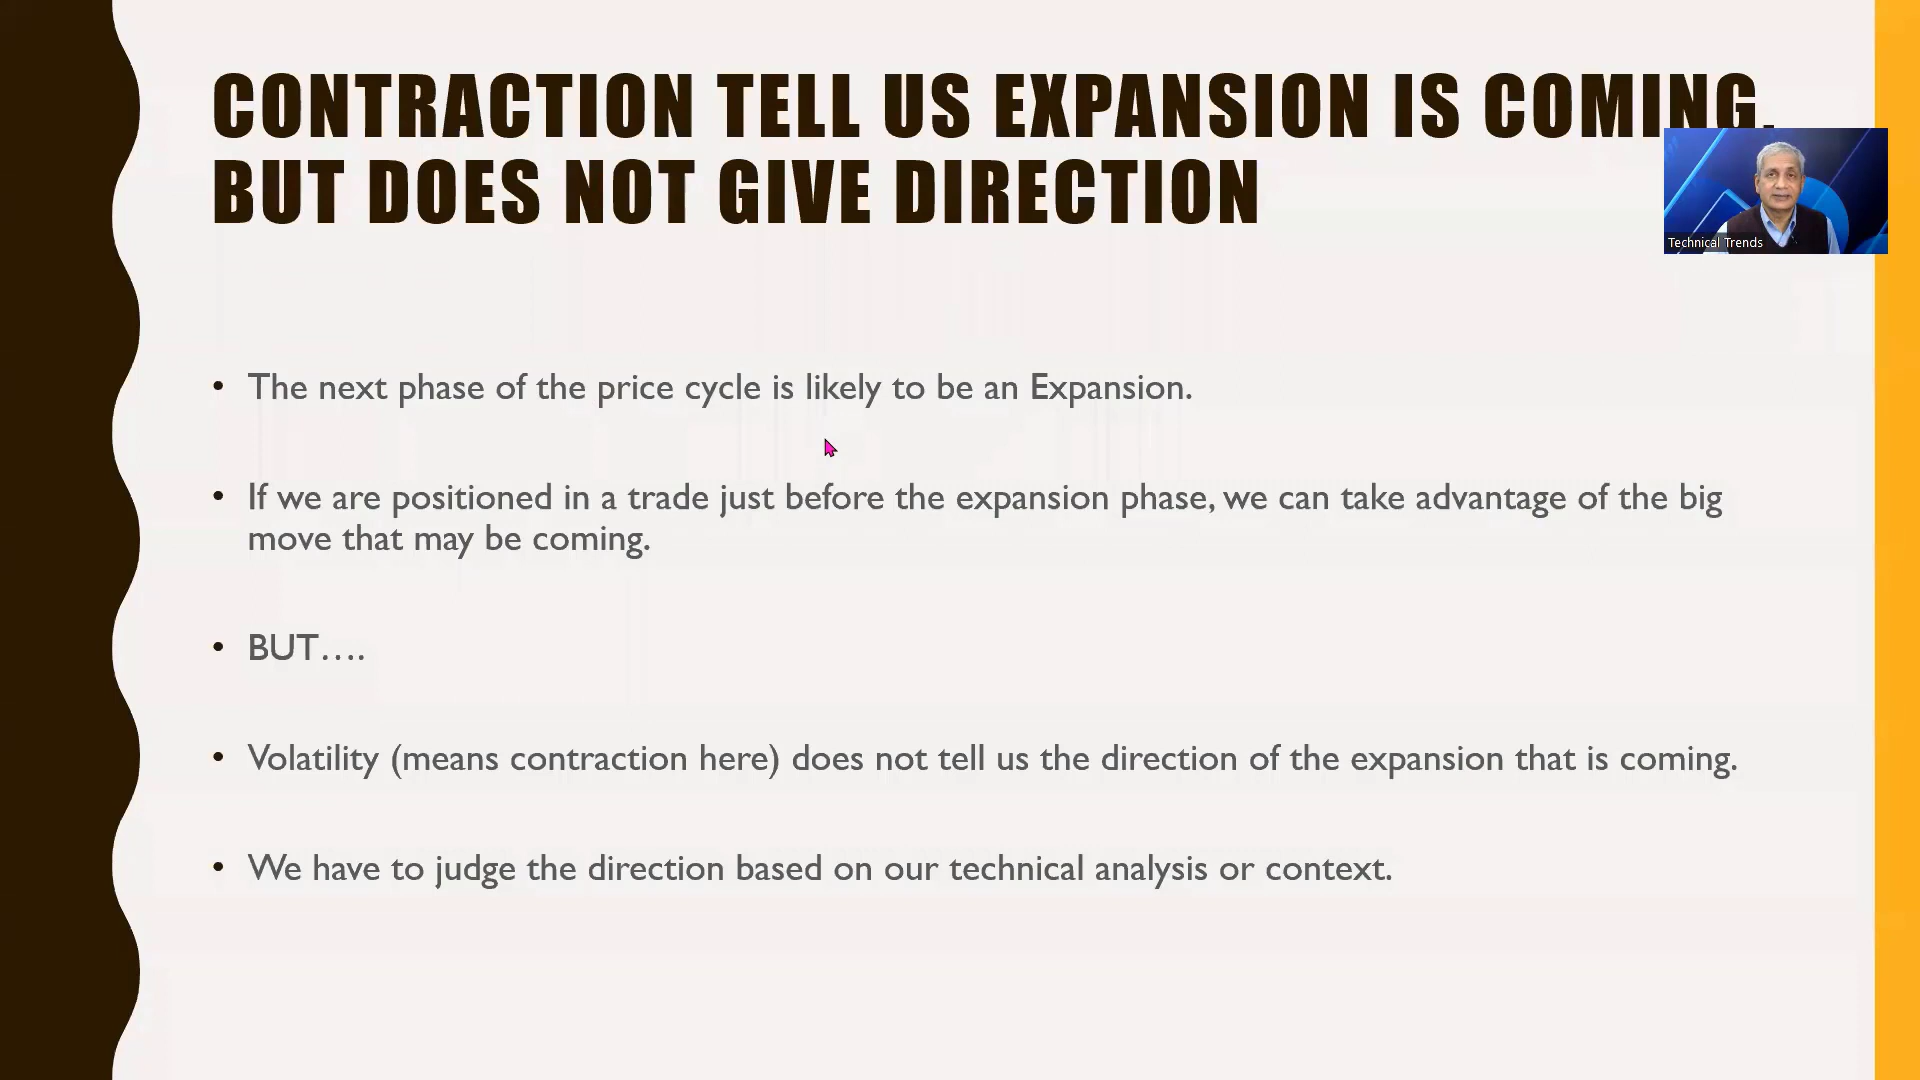 CONTRACTION TELL US EXPANSION IS COMING,
BUT DOES NOT GIVE DIRECTION
Technical Trends
• The next phase of the price cycle is likely to be an Expansion.
• If we are positioned in a trade just before the expansion phase, we can take advantage of the big
move that may be coming.
• BUT….
• Volatility (means contraction here) does not tell us the direction of the expansion that is coming.
• We have to judge the direction based on our technical analysis or context.